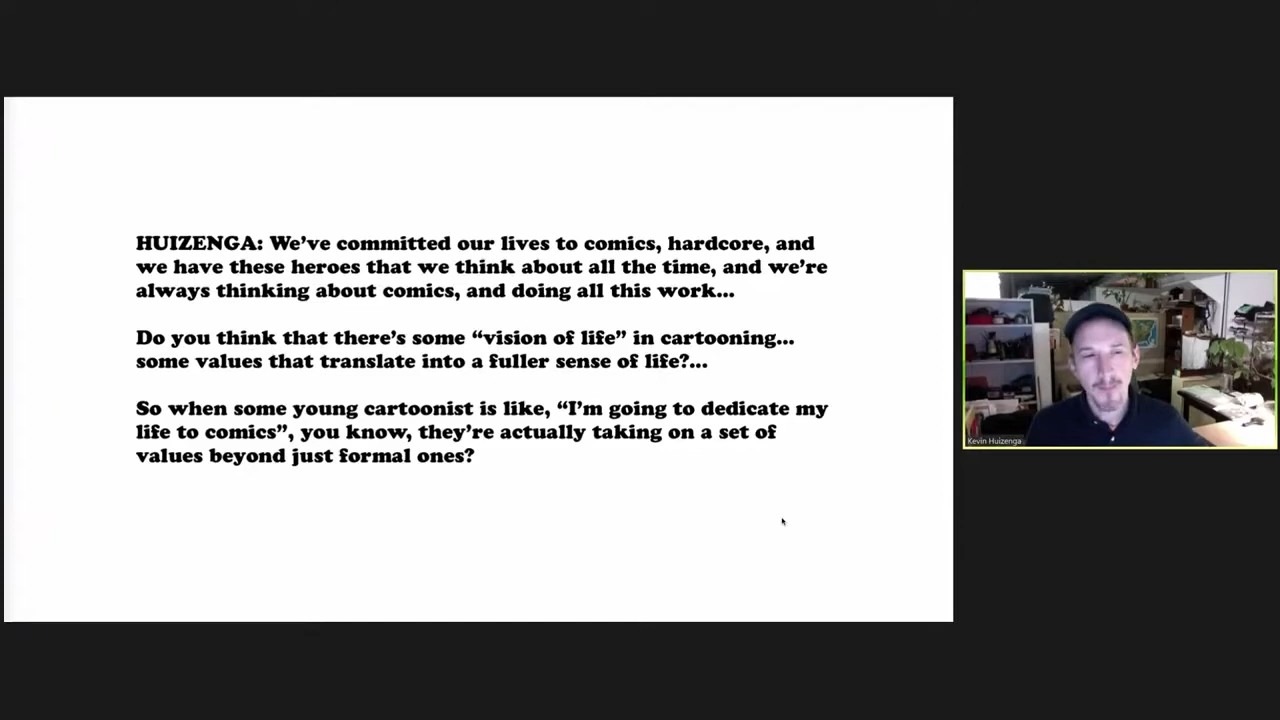 HUIZENGA: We’ve committed our lives to comics, hardcore, and
we have these heroes that we think about all the time, and we’re
always thinking about comics, and doing all this work...
Do you think that there’s some “vision of life” in cartooning...
some values that translate into a fuller sense of life?...
So when some young cartoonist is like, “I’m going to dedicate my
life to comics”, you know, they’re actually taking on a set of
values beyond just formal ones?
Kevin Huizenga